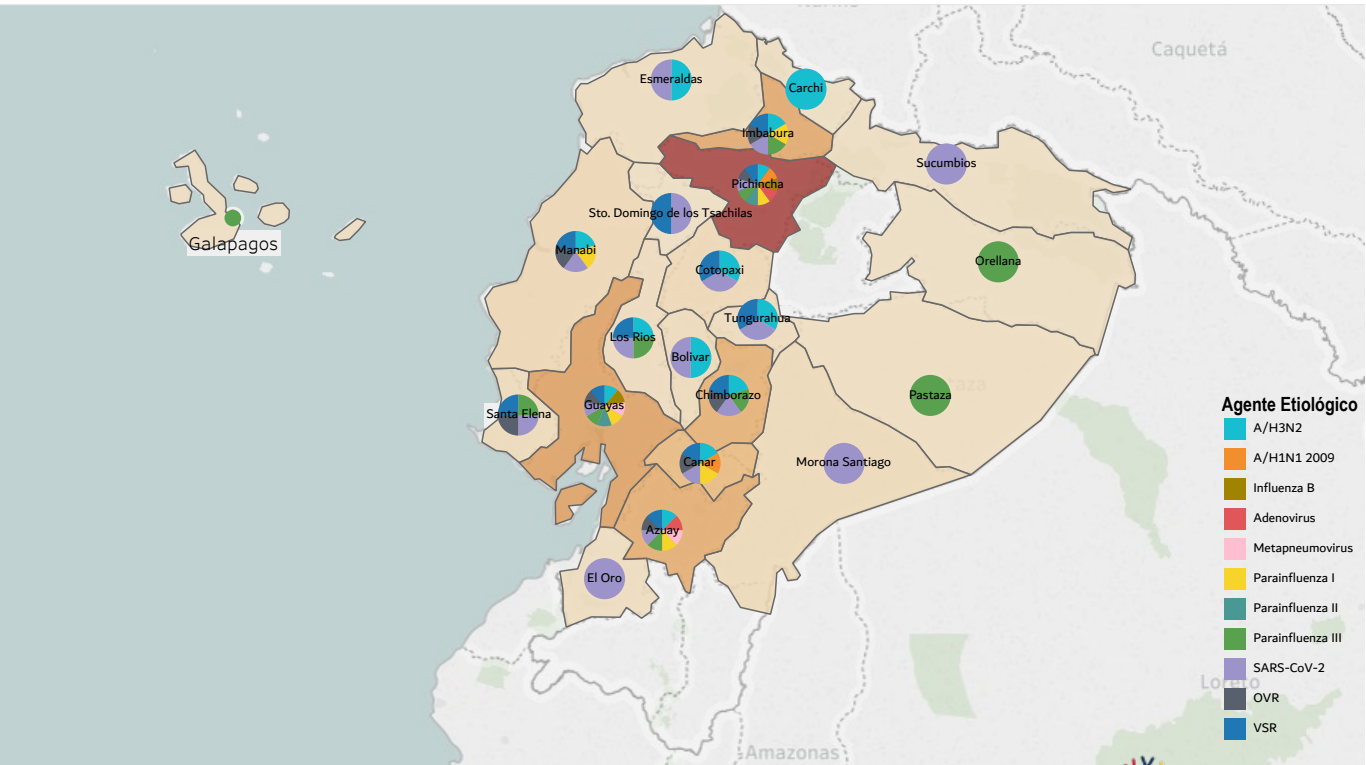 Caquetá
Esmeraldas
Carchi
Imbabura
Sucumbios
Pichincha
Sto. Domingo de los Tsachilas
Galapagos
Manabi
Orellana
Cotopaxi
Tungurahua
Los Rios
Bolivar
Chimborazo
Pastaza
Guayas
Santa Elena
Canar
Morona Santiago
Azuay
El Oro
Agente Etiológico
A/H3N2
A/H1N1 2009
Influenza B
Adenovirus
Metapneumovirus
Parainfluenza I
Parainfluenza II
Parainfluenza III
SARS-CoV-2
Loreto
OVR
VSR
Amazonas